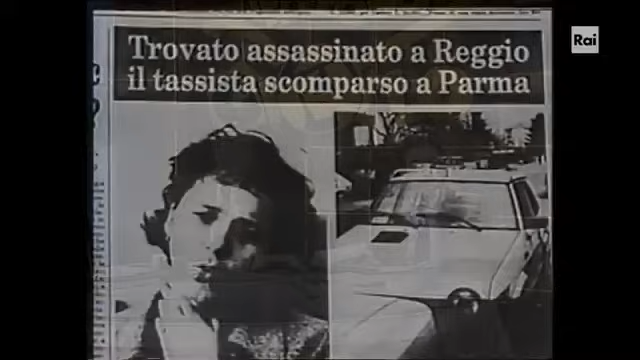 Trovato assassinato a Reggio
il tassista scomparso a Parma
Rai